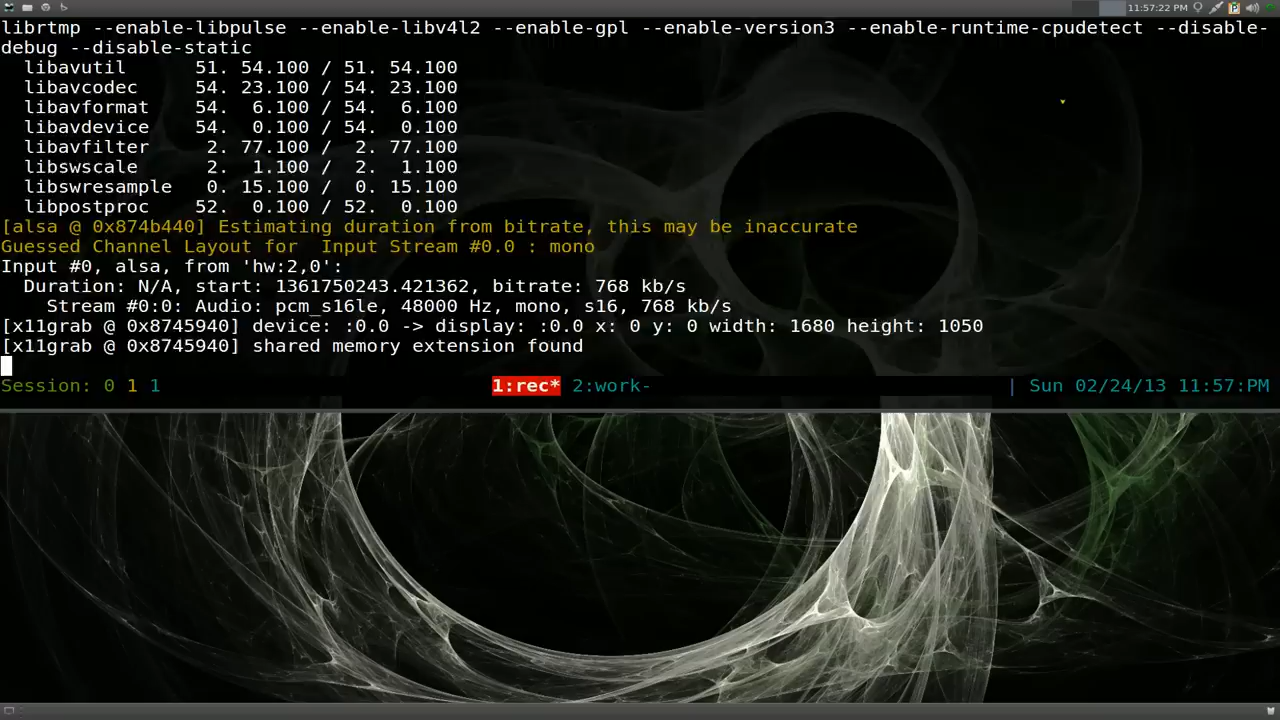 11:57:22 PM
librtmp --enable-libpulse --enable-libv4l2 --enable-gpl --enable-version3 --enable-runtime-cpudetect --disable-
debug --disable-static
  libavutil      51. 54.100 / 51. 54.100
  libavcodec     54. 23.100 / 54. 23.100
  libavformat    54.  6.100 / 54.  6.100
  libavdevice    54.  0.100 / 54.  0.100
  libavfilter     2. 77.100 /  2. 77.100
  libswscale      2.  1.100 /  2.  1.100
  libswresample   0. 15.100 /  0. 15.100
  libpostproc    52.  0.100 / 52.  0.100
[alsa @ 0x874b440] Estimating duration from bitrate, this may be inaccurate
Guessed Channel Layout for  Input Stream #0.0 : mono
Input #0, alsa, from 'hw:2,0':
  Duration: N/A, start: 1361750243.421362, bitrate: 768 kb/s
    Stream #0:0: Audio: pcm_s16le, 48000 Hz, mono, s16, 768 kb/s
[x11grab @ 0x8745940] device: :0.0 -> display: :0.0 x: 0 y: 0 width: 1680 height: 1050
[x11grab @ 0x8745940] shared memory extension found
Session: 0 1 1 1:rec* 2:work- | Sun 02/24/13 11:57:PM